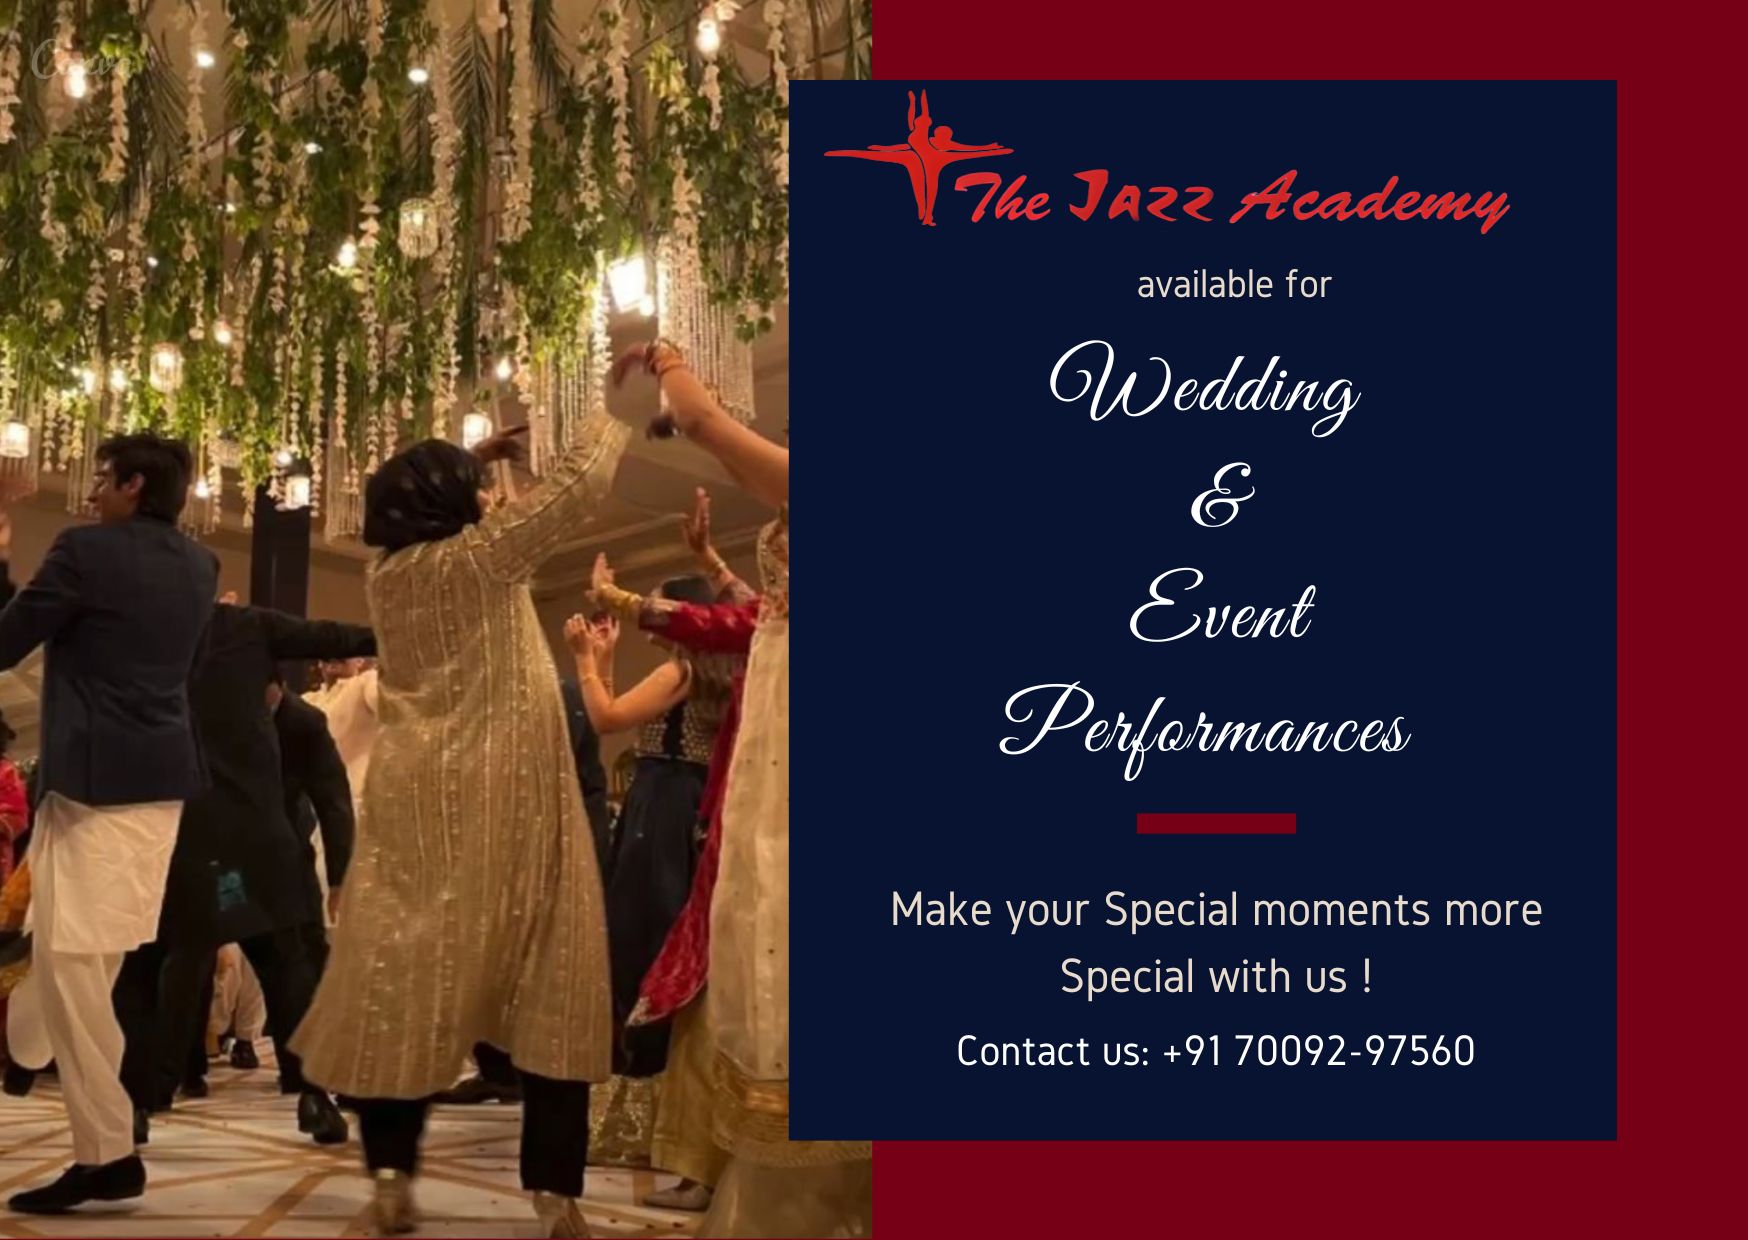 Canva
The Jazz Academy
available for
Wedding
&
Event
Performances
Make your Special moments more
Special with us !
Contact us: +91 70092-97560